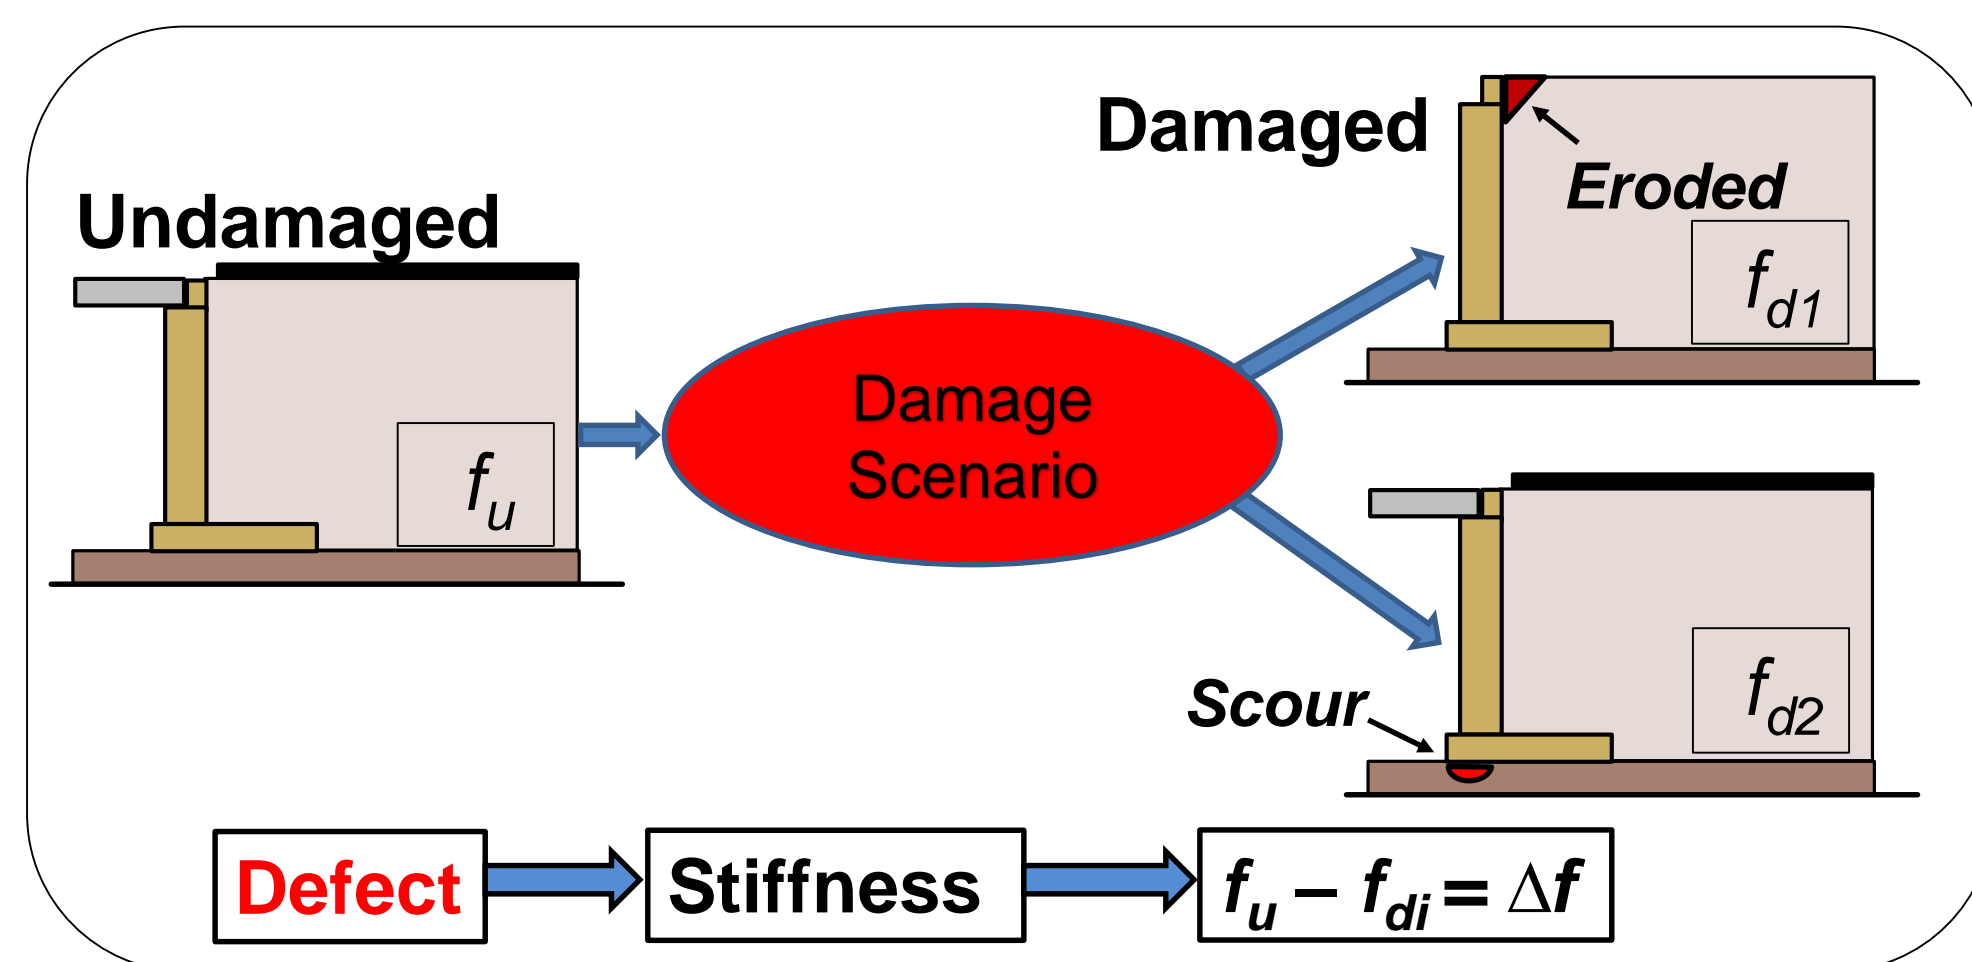 Undamaged
f_u
Damage
Scenario
Damaged
Eroded
f_d1
Scour
f_d2
Defect
Stiffness
f_u – f_di = Δf